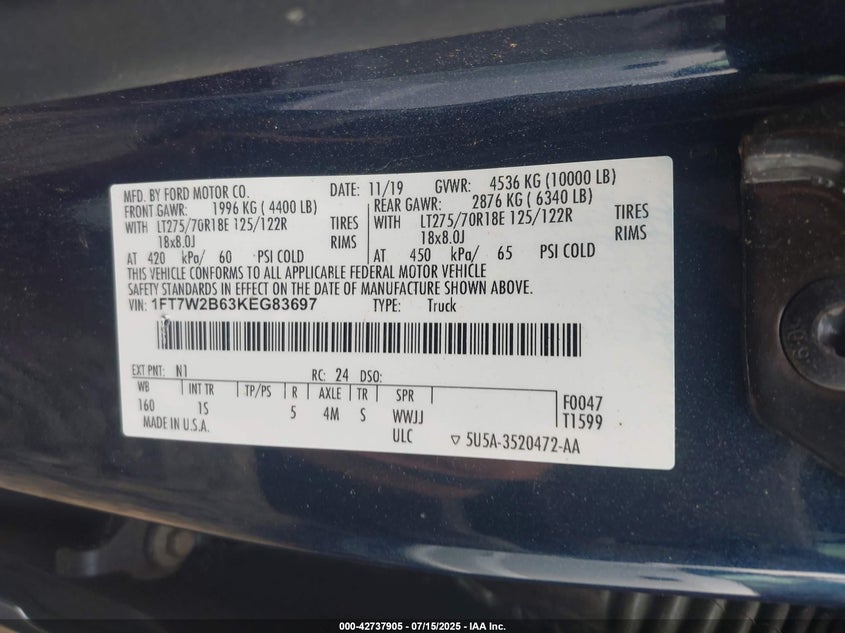 MFD. BY FORD MOTOR CO. DATE: 11/19 GVWR: 4536 KG (10000 LB)
FRONT GAWR: 1996 KG ( 4400 LB) REAR GAWR: 2876 KG ( 6340 LB)
WITH LT275/70R18E 125/122R TIRES WITH LT275/70R18E 125/122R TIRES
18x8.0J RIMS 18x8.0J RIMS
AT 420 kPa/ 60 PSI COLD AT 450 kPa/ 65 PSI COLD
THIS VEHICLE CONFORMS TO ALL APPLICABLE FEDERAL MOTOR VEHICLE
SAFETY STANDARDS IN EFFECT ON THE DATE OF MANUFACTURE SHOWN ABOVE.
VIN: 1FT7W2B63KEG83697 TYPE: Truck
EXT PNT: N1 RC: 24 DSO:
WB INT TR TP/PS R AXLE TR SPR F0047
160 1S 5 4M S WWJJ T1599
MADE IN U.S.A. ULC 5U5A-3520472-AA
000-42737905 / 07/15/2025 - IAA Inc.